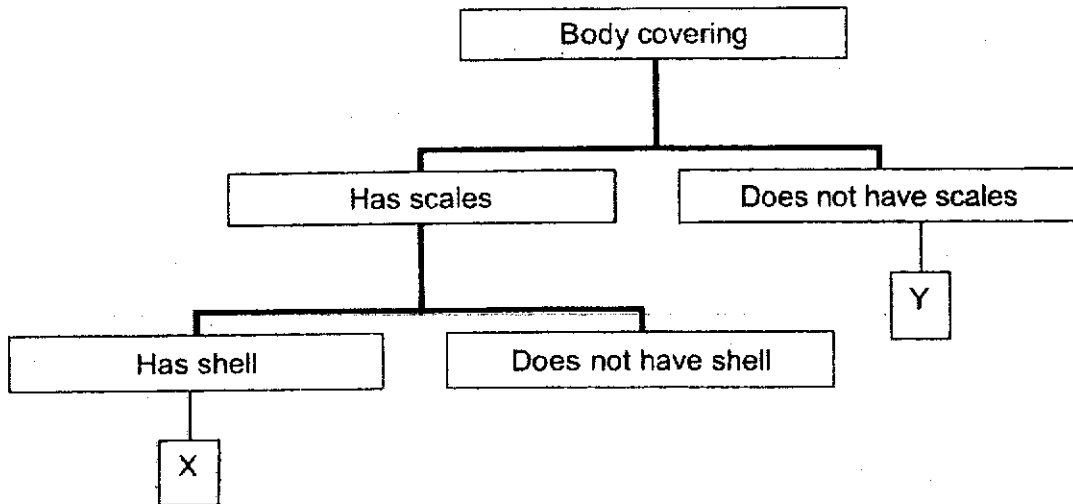 Body covering
Has scales
Does not have scales
Y
Has shell
Does not have shell
X